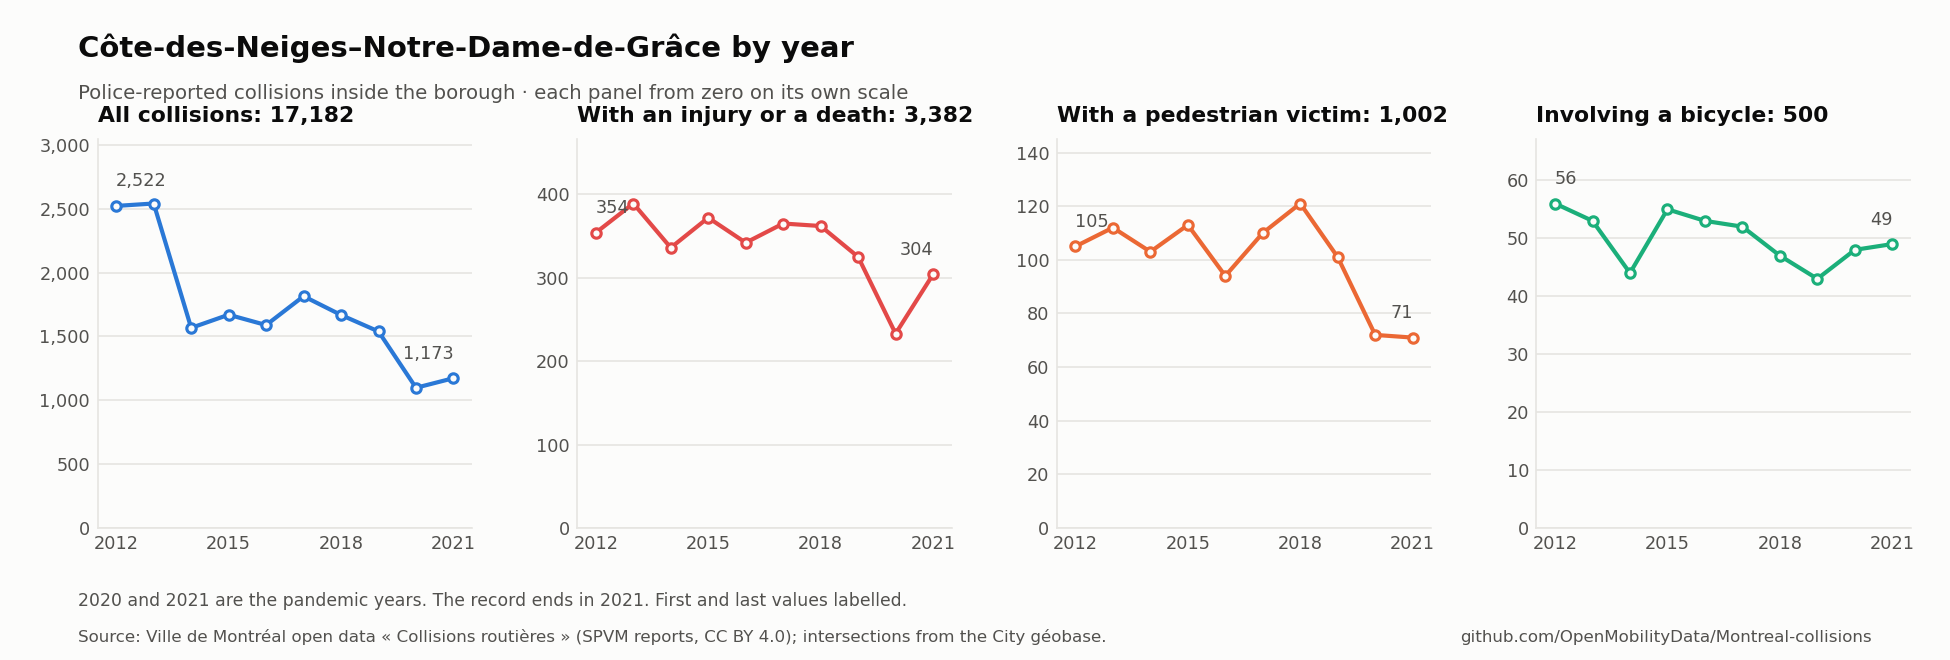 Côte-des-Neiges–Notre-Dame-de-Grâce by year
Police-reported collisions inside the borough · each panel from zero on its own scale
All collisions: 17,182
3,000
2,500
2,000
1,500
1,000
500
0
2,522
1,173
2012 2015 2018 2021
With an injury or a death: 3,382
400
300
200
100
0
354
304
2012 2015 2018 2021
With a pedestrian victim: 1,002
140
120
100
80
60
40
20
0
105
71
2012 2015 2018 2021
Involving a bicycle: 500
60
50
40
30
20
10
0
56
49
2012 2015 2018 2021
2020 and 2021 are the pandemic years. The record ends in 2021. First and last values labelled.
Source: Ville de Montréal open data « Collisions routières » (SPVM reports, CC BY 4.0); intersections from the City géobase.
github.com/OpenMobilityData/Montreal-collisions